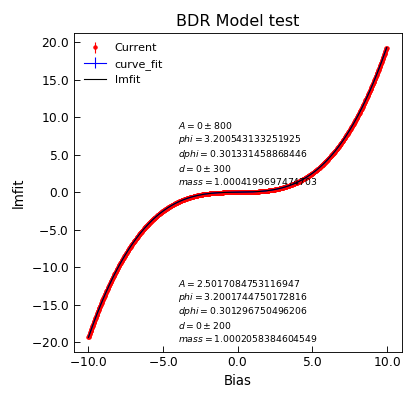 BDR Model test
Current
curve_fit
lmfit
A = 0 ± 800
phi = 3.200543133251925
dphi = 0.301331458868446
d = 0 ± 300
mass = 1.0004199697474703
A = 2.5017084753116947
phi = 3.2001744750172816
dphi = 0.301296750496206
d = 0 ± 200
mass = 1.0002058384604549
20.0
15.0
10.0
5.0
0.0
−5.0
−10.0
−15.0
−20.0
Imfit
−10.0 −5.0 0.0 5.0 10.0
Bias